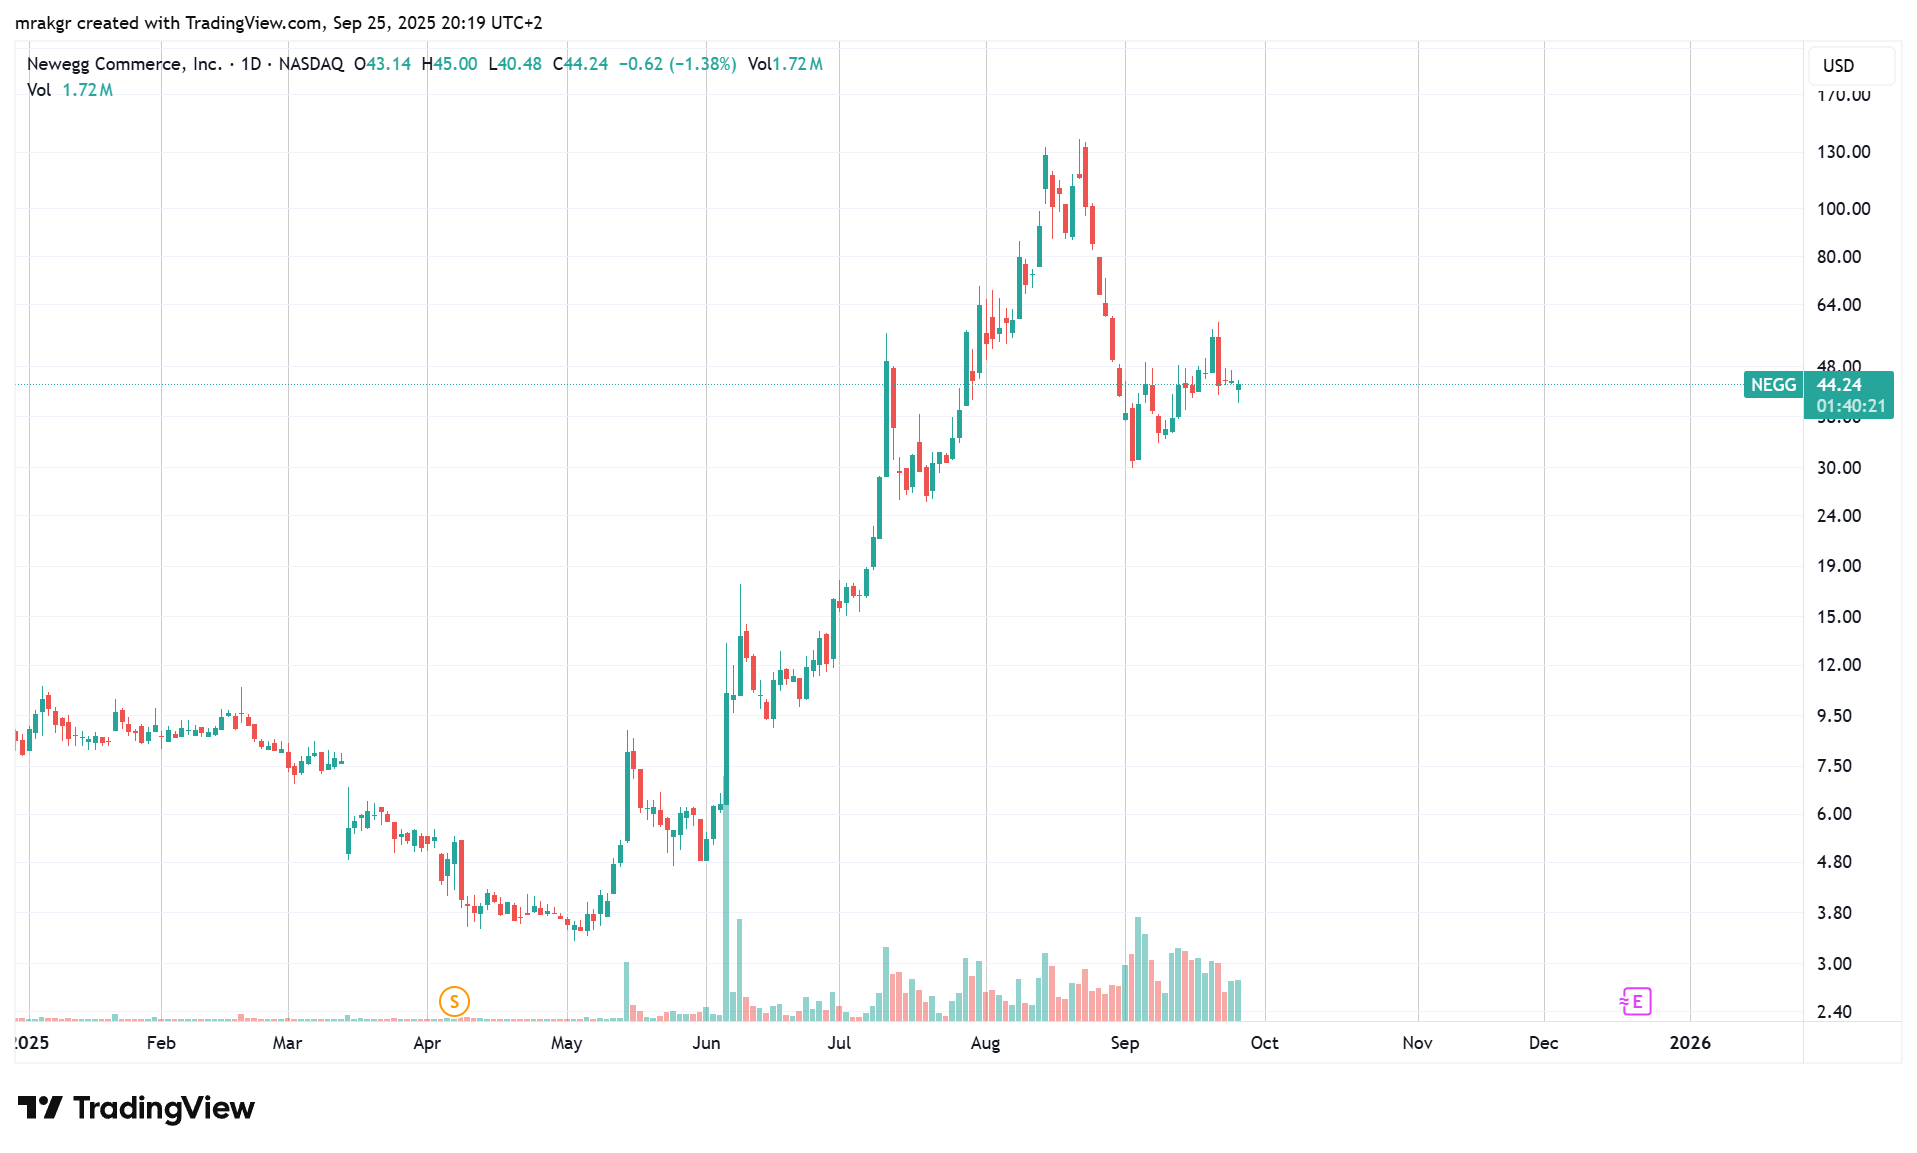 mrakgr created with TradingView.com, Sep 25, 2025 20:19 UTC+2
Newegg Commerce, Inc. · 1D · NASDAQ O43.14 H45.00 L40.48 C44.24 −0.62 (−1.38%) Vol1.72M
Vol 1.72M
USD
170.00
130.00
100.00
80.00
64.00
48.00
NEGG 44.24
01:40:21
30.00
24.00
19.00
15.00
12.00
9.50
7.50
6.00
4.80
3.80
3.00
2.40
S
≈E
2025 Feb Mar Apr May Jun Jul Aug Sep Oct Nov Dec 2026
TradingView